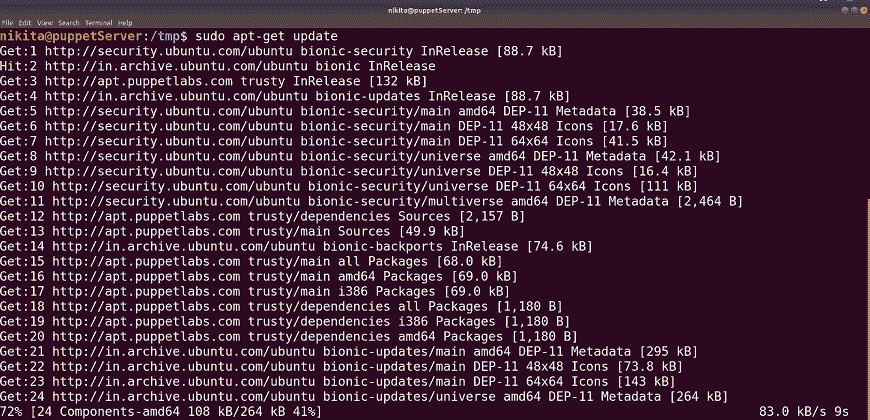 nikita@puppetServer: /tmp
File Edit View Search Terminal Help
nikita@puppetServer:/tmp$ sudo apt-get update
Get:1 http://security.ubuntu.com/ubuntu bionic-security InRelease [88.7 kB]
Hit:2 http://in.archive.ubuntu.com/ubuntu bionic InRelease
Get:3 http://apt.puppetlabs.com trusty InRelease [132 kB]
Get:4 http://in.archive.ubuntu.com/ubuntu bionic-updates InRelease [88.7 kB]
Get:5 http://security.ubuntu.com/ubuntu bionic-security/main amd64 DEP-11 Metadata [38.5 kB]
Get:6 http://security.ubuntu.com/ubuntu bionic-security/main DEP-11 48x48 Icons [17.6 kB]
Get:7 http://security.ubuntu.com/ubuntu bionic-security/main DEP-11 64x64 Icons [41.5 kB]
Get:8 http://security.ubuntu.com/ubuntu bionic-security/universe amd64 DEP-11 Metadata [42.1 kB]
Get:9 http://security.ubuntu.com/ubuntu bionic-security/universe DEP-11 48x48 Icons [16.4 kB]
Get:10 http://security.ubuntu.com/ubuntu bionic-security/universe DEP-11 64x64 Icons [111 kB]
Get:11 http://security.ubuntu.com/ubuntu bionic-security/multiverse amd64 DEP-11 Metadata [2,464 B]
Get:12 http://apt.puppetlabs.com trusty/dependencies Sources [2,157 B]
Get:13 http://apt.puppetlabs.com trusty/main Sources [49.9 kB]
Get:14 http://in.archive.ubuntu.com/ubuntu bionic-backports InRelease [74.6 kB]
Get:15 http://apt.puppetlabs.com trusty/main all Packages [68.0 kB]
Get:16 http://apt.puppetlabs.com trusty/main amd64 Packages [69.0 kB]
Get:17 http://apt.puppetlabs.com trusty/main i386 Packages [69.0 kB]
Get:18 http://apt.puppetlabs.com trusty/dependencies all Packages [1,180 B]
Get:19 http://apt.puppetlabs.com trusty/dependencies i386 Packages [1,180 B]
Get:20 http://apt.puppetlabs.com trusty/dependencies amd64 Packages [1,180 B]
Get:21 http://in.archive.ubuntu.com/ubuntu bionic-updates/main amd64 DEP-11 Metadata [295 kB]
Get:22 http://in.archive.ubuntu.com/ubuntu bionic-updates/main DEP-11 48x48 Icons [73.8 kB]
Get:23 http://in.archive.ubuntu.com/ubuntu bionic-updates/main DEP-11 64x64 Icons [143 kB]
Get:24 http://in.archive.ubuntu.com/ubuntu bionic-updates/universe amd64 DEP-11 Metadata [264 kB]
72% [24 Components-amd64 108 kB/264 kB 41%] 83.0 kB/s 9s